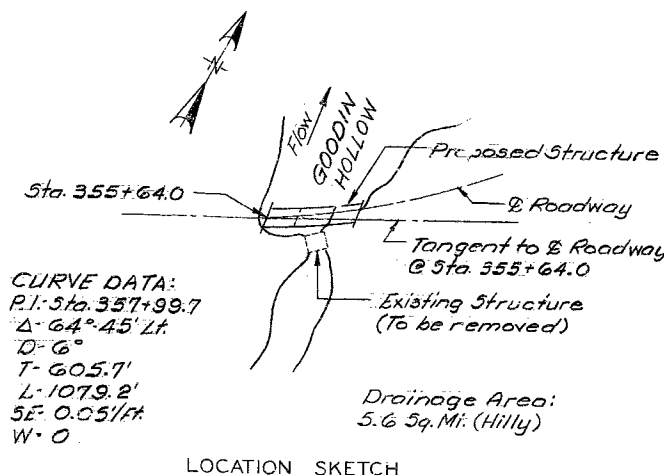 N
Flow
GOODIN
HOLLOW
Proposed Structure
Sta. 355+64.0
℄ Roadway
Tangent to ℄ Roadway
@ Sta. 355+64.0
CURVE DATA:
P.I.-Sta. 357+99.7
Δ-64°-45' Lt.
D-6°
T-605.7'
L-1079.2'
SE-0.05'/Ft.
W-0
Existing Structure
(To be removed)
Drainage Area:
5.6 Sq. Mi. (Hilly)
LOCATION SKETCH